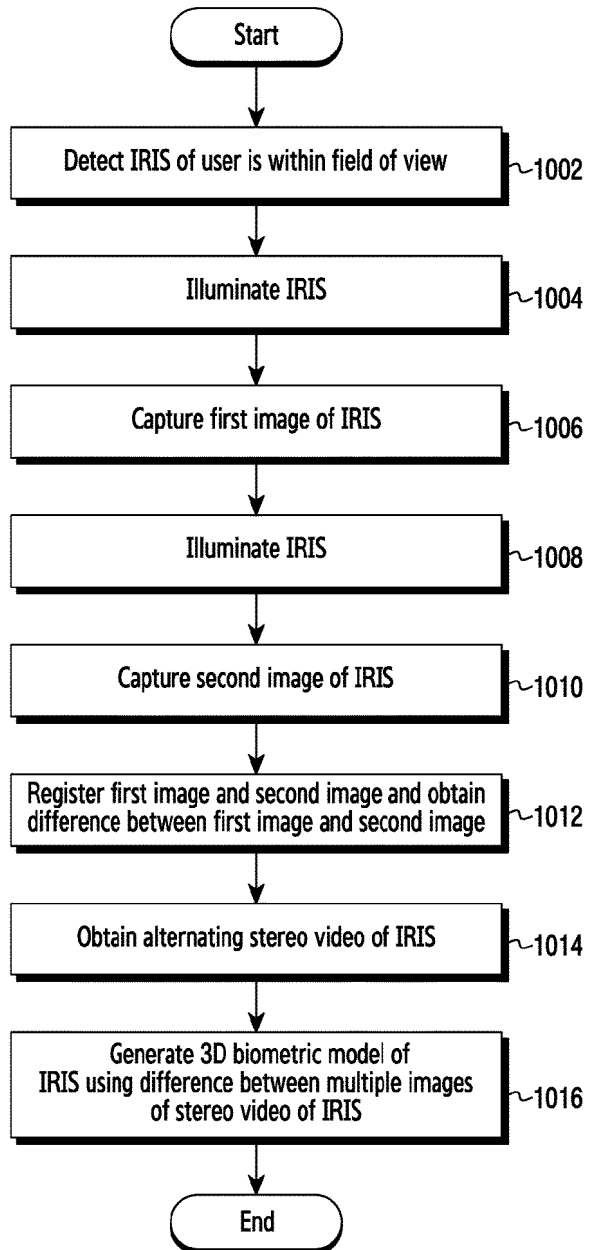 Start
Detect IRIS of user is within field of view
1002
Illuminate IRIS
1004
Capture first image of IRIS
1006
Illuminate IRIS
1008
Capture second image of IRIS
1010
Register first image and second image and obtain
difference between first image and second image
1012
Obtain alternating stereo video of IRIS
1014
Generate 3D biometric model of
IRIS using difference between multiple images
of stereo video of IRIS
1016
End